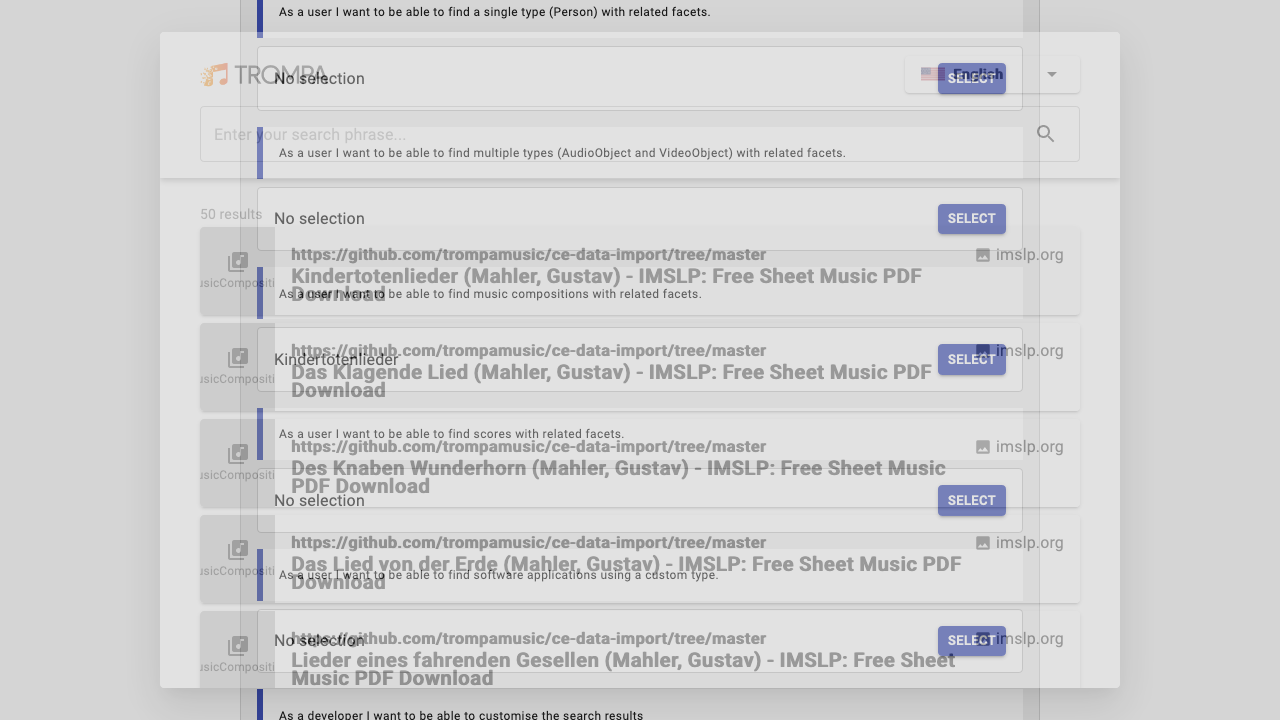 As a user I want to be able to find a single type (Person) with related facets.
TROMPA
No selection
English
SELECT
Enter your search phrase...
As a user I want to be able to find multiple types (AudioObject and VideoObject) with related facets.
50 results
No selection
SELECT
https://github.com/trompamusic/ce-data-import/tree/master
imslp.org
Kindertotenlieder (Mahler, Gustav) - IMSLP: Free Sheet Music PDF
Download
usicCompositi
As a user I want to be able to find music compositions with related facets.
https://github.com/trompamusic/ce-data-import/tree/master
imslp.org
Kindertotenlieder
SELECT
Das Klagende Lied (Mahler, Gustav) - IMSLP: Free Sheet Music PDF
Download
usicCompositi
As a user I want to be able to find scores with related facets.
https://github.com/trompamusic/ce-data-import/tree/master
imslp.org
Des Knaben Wunderhorn (Mahler, Gustav) - IMSLP: Free Sheet Music
PDF Download
usicCompositi
No selection
SELECT
https://github.com/trompamusic/ce-data-import/tree/master
imslp.org
Das Lied von der Erde (Mahler, Gustav) - IMSLP: Free Sheet Music PDF
Download
usicCompositi
As a user I want to be able to find software applications using a custom type.
https://github.com/trompamusic/ce-data-import/tree/master
imslp.org
No selection
SELECT
Lieder eines fahrenden Gesellen (Mahler, Gustav) - IMSLP: Free Sheet
Music PDF Download
usicCompositi
As a developer I want to be able to customise the search results